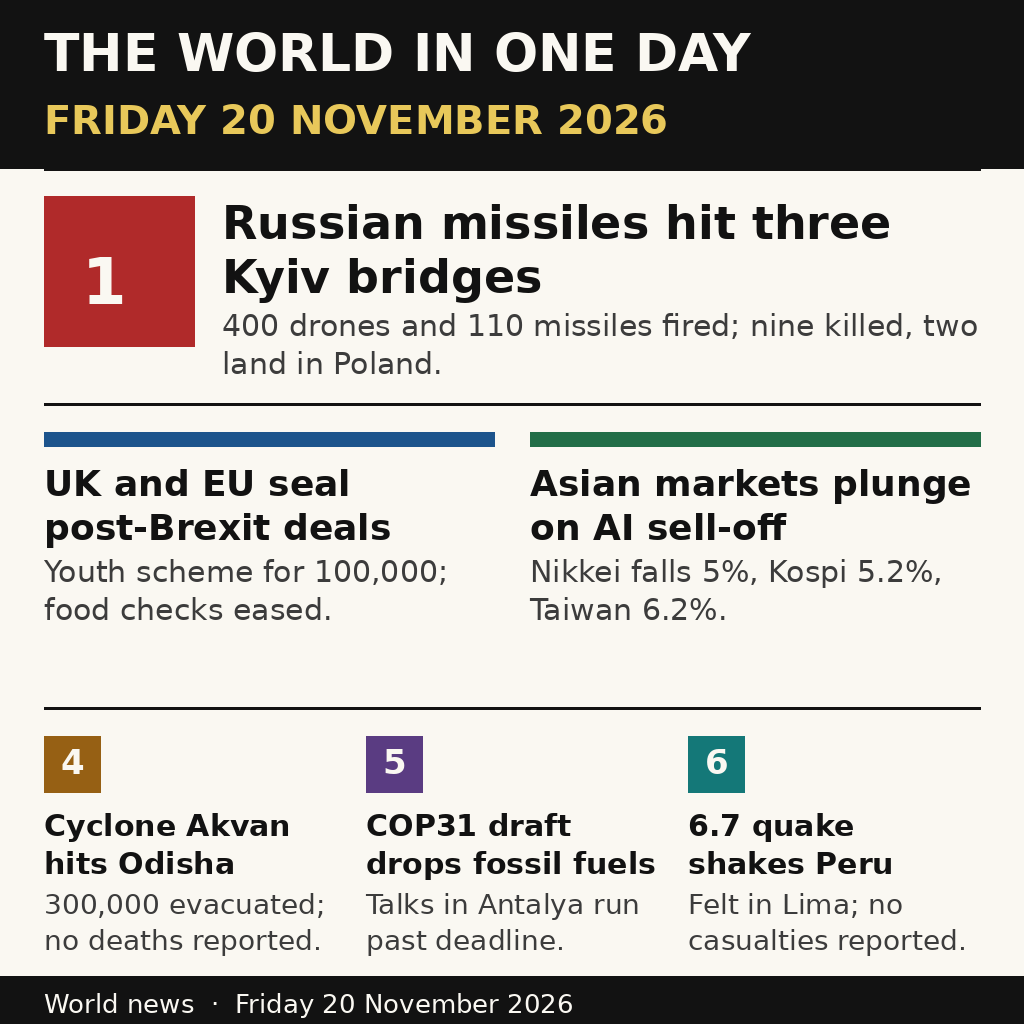 THE WORLD IN ONE DAY
FRIDAY 20 NOVEMBER 2026
1
Russian missiles hit three
Kyiv bridges
400 drones and 110 missiles fired; nine killed, two
land in Poland.
UK and EU seal
post-Brexit deals
Youth scheme for 100,000;
food checks eased.
Asian markets plunge
on AI sell-off
Nikkei falls 5%, Kospi 5.2%,
Taiwan 6.2%.
4
Cyclone Akvan
hits Odisha
300,000 evacuated;
no deaths reported.
5
COP31 draft
drops fossil fuels
Talks in Antalya run
past deadline.
6
6.7 quake
shakes Peru
Felt in Lima; no
casualties reported.
World news · Friday 20 November 2026